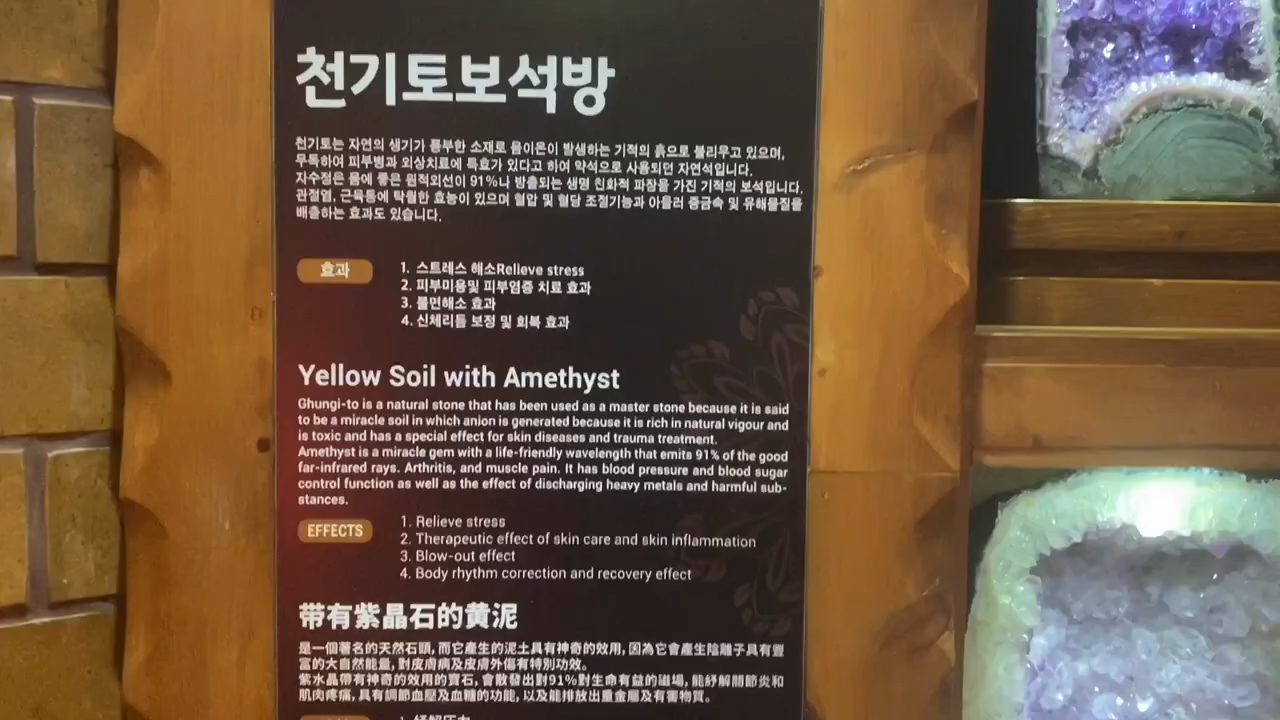 천기토보석방
천기토는 자연의 생기가 풍부한 소재로 음이온이 발생하는 기적의 흙으로 불리우고 있으며,
무독하여 피부병과 외상치료에 특효가 있다고 하여 약석으로 사용되던 자연석입니다.
자수정은 몸에 좋은 원적외선이 91%나 방출되는 생명 친화적 파장을 가진 기적의 보석입니다.
관절염, 근육통에 탁월한 효능이 있으며 혈압 및 혈당 조절기능과 아울러 중금속 및 유해물질을
배출하는 효과도 있습니다.
효과
1. 스트레스 해소Relieve stress
2. 피부미용및 피부염증 치료 효과
3. 불면해소 효과
4. 신체리듬 보정 및 회복 효과
Yellow Soil with Amethyst
Ghungi-to is a natural stone that has been used as a master stone because it is said
to be a miracle soil in which anion is generated because it is rich in natural vigour and
is toxic and has a special effect for skin diseases and trauma treatment.
Amethyst is a miracle gem with a life-friendly wavelength that emits 91% of the good
far-infrared rays. Arthritis, and muscle pain. It has blood pressure and blood sugar
control function as well as the effect of discharging heavy metals and harmful sub-
stances.
EFFECTS
1. Relieve stress
2. Therapeutic effect of skin care and skin inflammation
3. Blow-out effect
4. Body rhythm correction and recovery effect
带有紫晶石的黄泥
是一個著名的天然石頭, 而它產生的泥土具有神奇的效用, 因為它會產生陰離子具有豐
富的大自然能量, 對皮膚病及皮膚外傷有特別功效。
紫水晶帶有神奇的效用的寶石, 會散發出對91%對生命有益的磁場, 能紓解關節炎和
肌肉疼痛, 具有調節血壓及血糖的功能, 以及能排放出重金屬及有害物質。